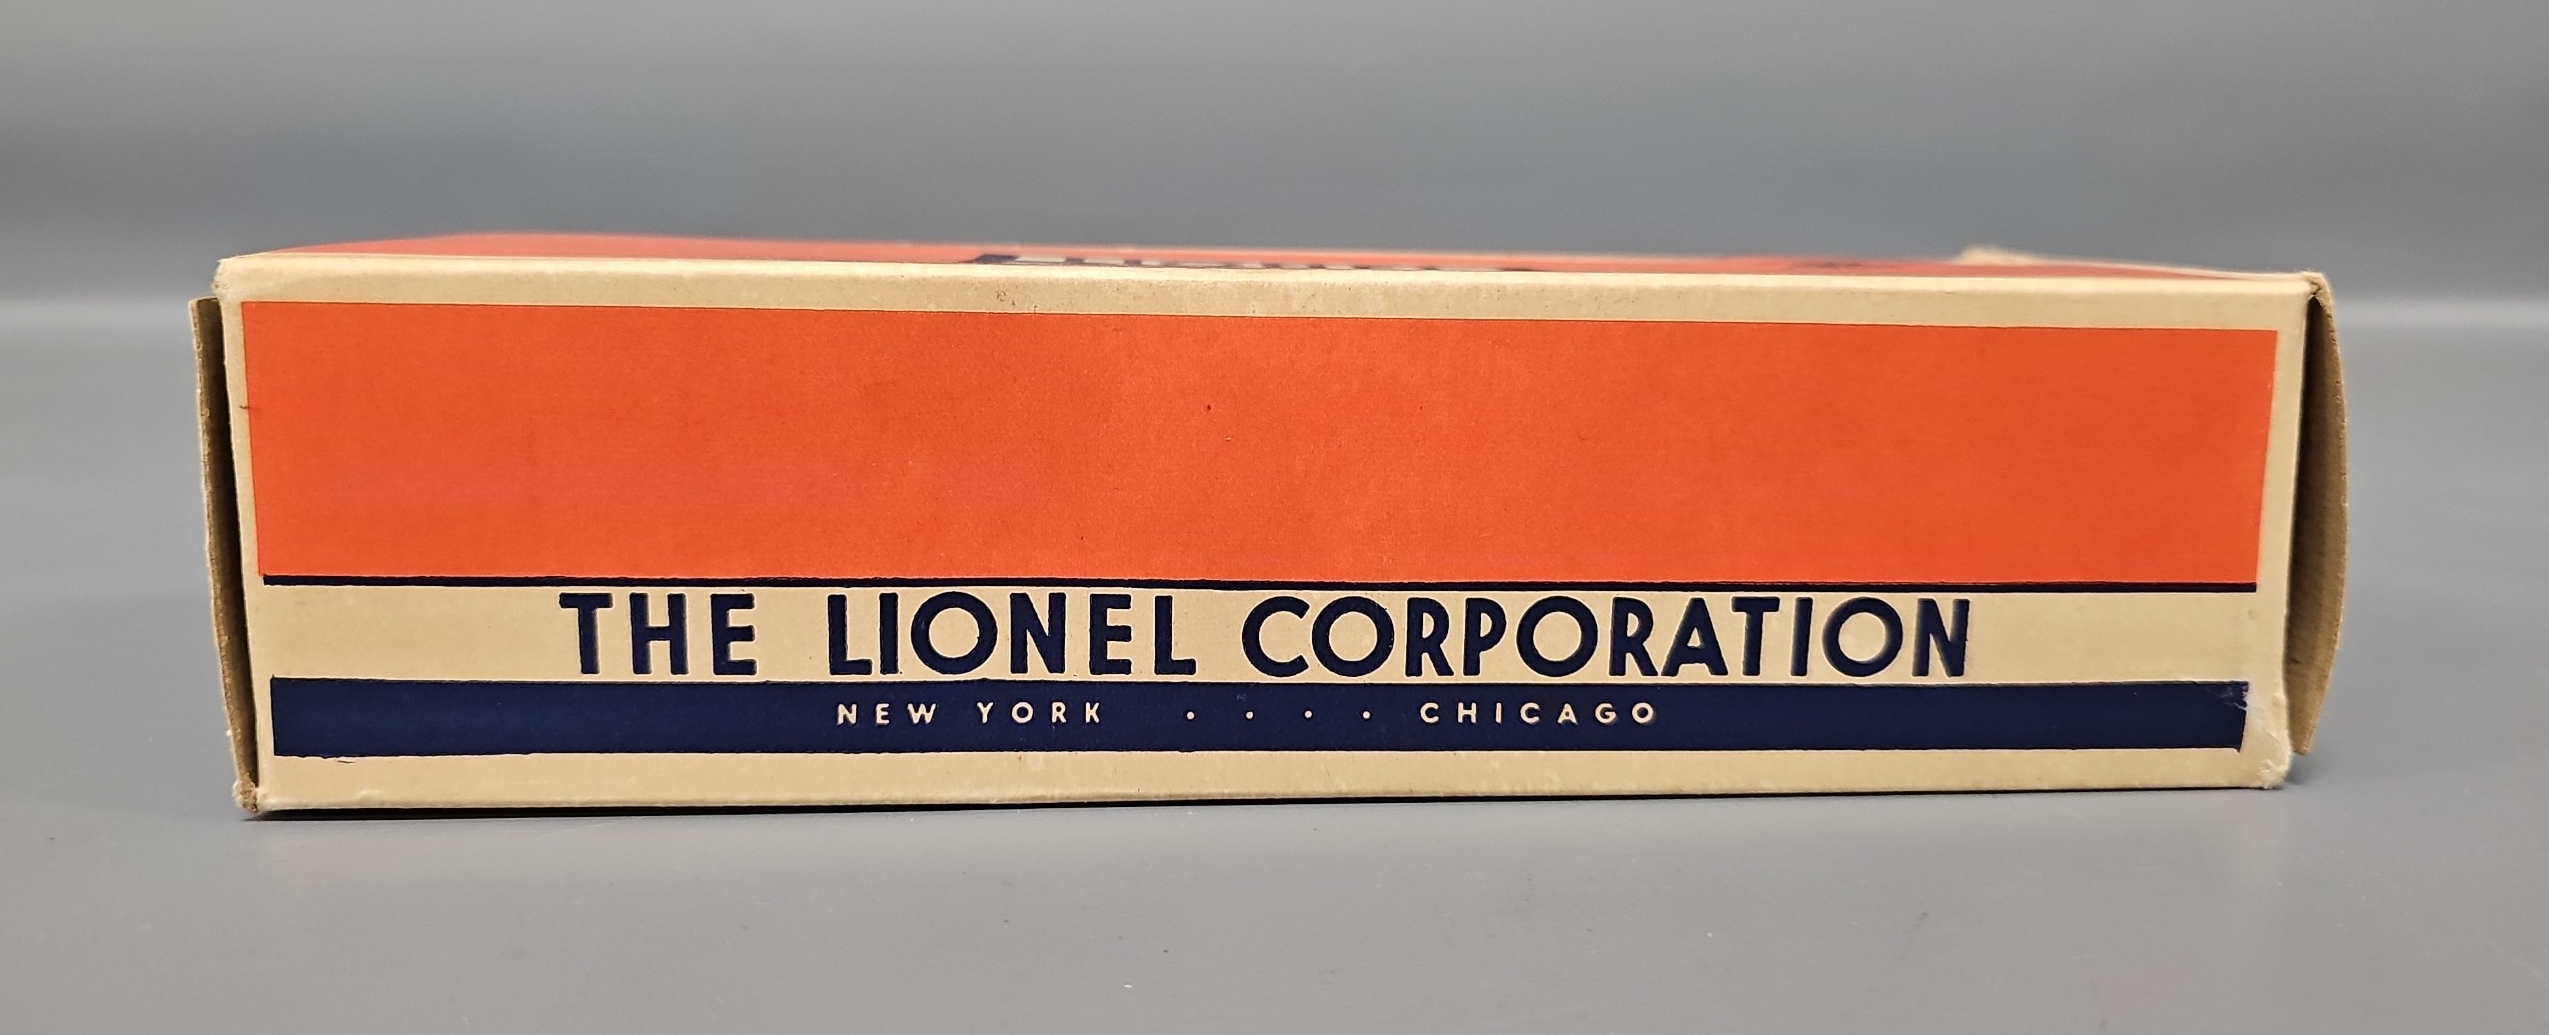 THE LIONEL CORPORATION
NEW YORK . . . . CHICAGO